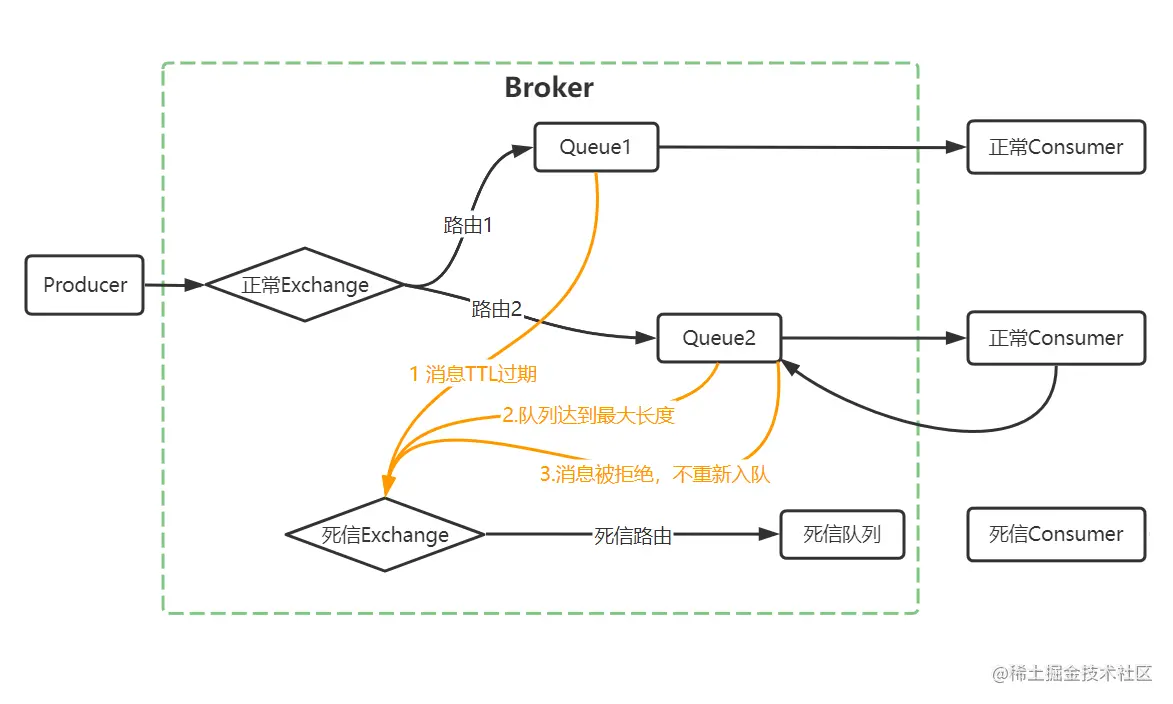 Broker
Queue1
正常Consumer
路由1
Producer
正常Exchange
路由2
Queue2
正常Consumer
1 消息TTL过期
2.队列达到最大长度
3.消息被拒绝，不重新入队
死信Exchange
死信路由
死信队列
死信Consumer
@稀土掘金技术社区